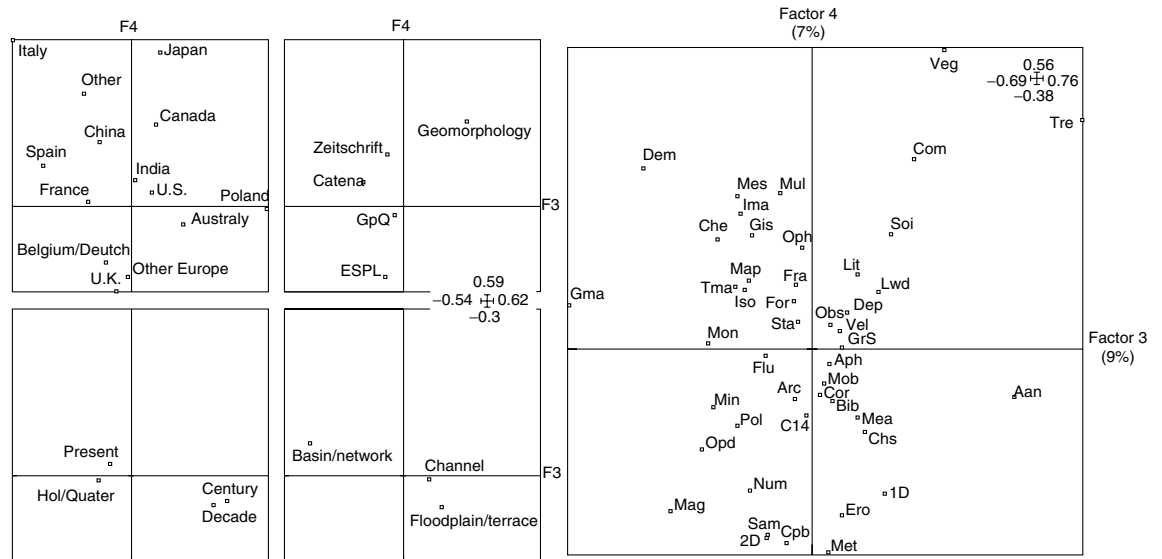 F4
Italy
Japan
Other
Canada
China
Spain
India
France
U.S.
Poland
Australy
Belgium/Deutch
Other Europe
U.K.
F4
Geomorphology
Zeitschrift
Catena
F3
GpQ
ESPL
0.59
−0.54 0.62
−0.3
Present
Hol/Quater
Century
Decade
Basin/network
Channel
F3
Floodplain/terrace
Factor 4
(7%)
Veg
0.56
−0.69 0.76
−0.38
Tre
Dem
Com
Mes
Mul
Ima
Che
Gis
Soi
Oph
Map
Fra
Lit
Tma
Iso
Lwd
Gma
For
Obs
Dep
Sta
Vel
Mon
GrS
Factor 3
(9%)
Flu
Aph
Arc
Mob
Min
Cor
Aan
Bib
Pol
C14
Mea
Opd
Chs
Num
1D
Mag
Ero
Sam
2D
Cpb
Met